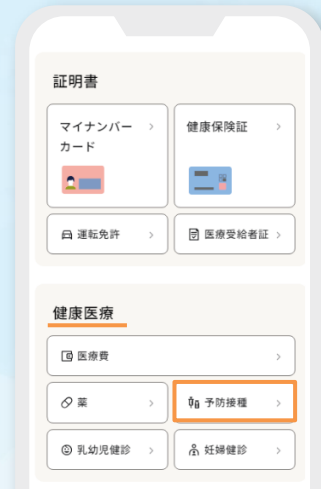 証明書
マイナンバー
カード
健康保険証
運転免許
医療受給者証
健康医療
医療費
薬
予防接種
乳幼児健診
妊婦健診